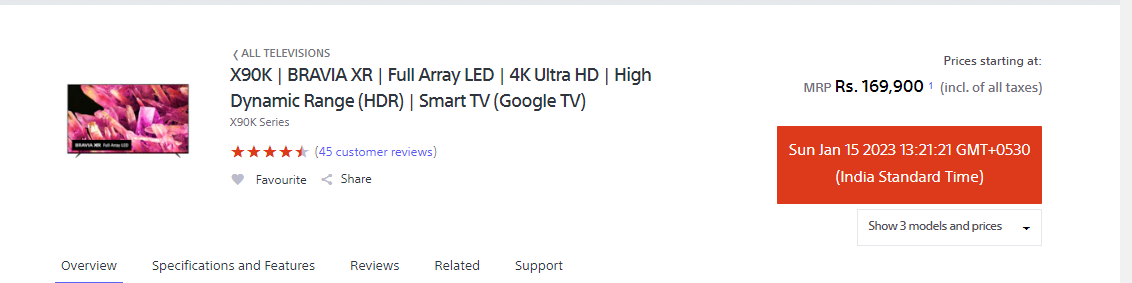 ALL TELEVISIONS
X90K | BRAVIA XR | Full Array LED | 4K Ultra HD | High
Dynamic Range (HDR) | Smart TV (Google TV)
X90K Series
(45 customer reviews)
Favourite
Share
BRAVIA XR Full Array LED
Prices starting at:
MRP Rs. 169,900 1 (incl. of all taxes)
Sun Jan 15 2023 13:21:21 GMT+0530
(India Standard Time)
Show 3 models and prices
Overview
Specifications and Features
Reviews
Related
Support